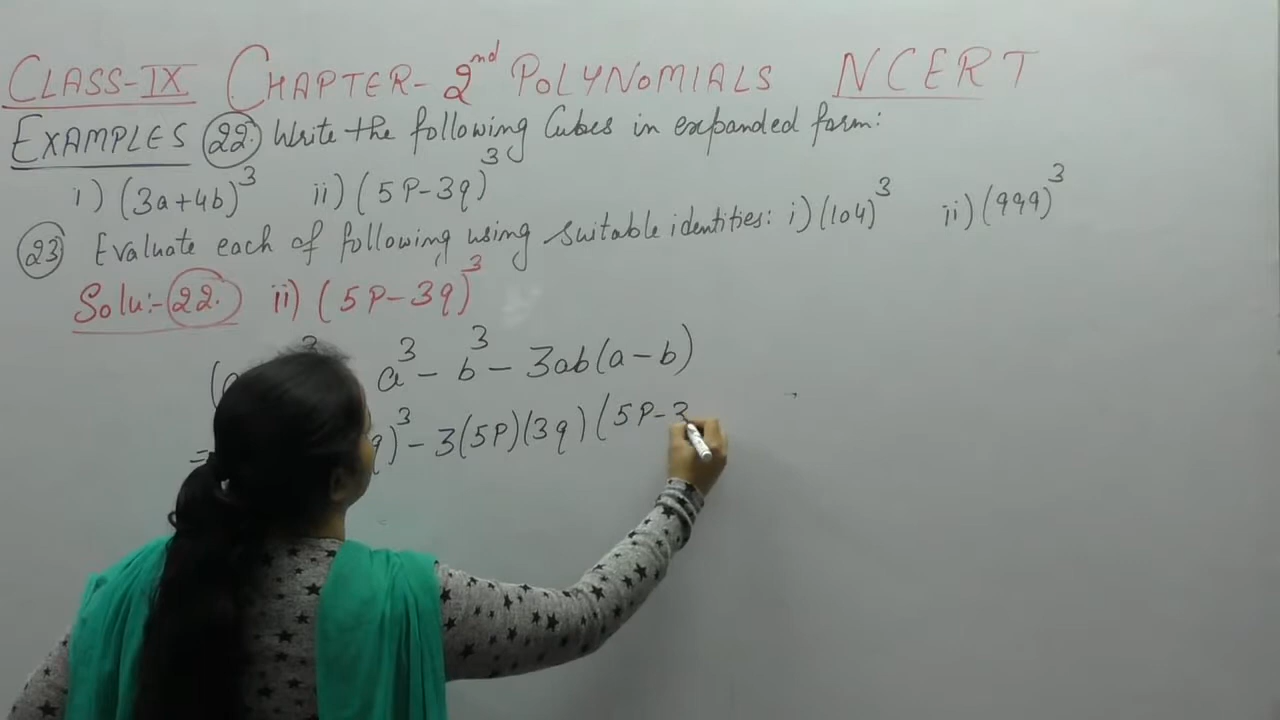 CLASS-IX CHAPTER-2nd POLYNOMIALS NCERT
EXAMPLES 22. Write the following Cubes in expanded form:
i) (3a+4b)³ ii) (5P-3q)³
23 Evaluate each of following using suitable identities: i) (104)³ ii) (999)³
Solu:- 22. ii) (5P-3q)³
(a 3 a³ - b³ - 3ab(a-b)
= q)³ - 3(5P)(3q) (5P-3